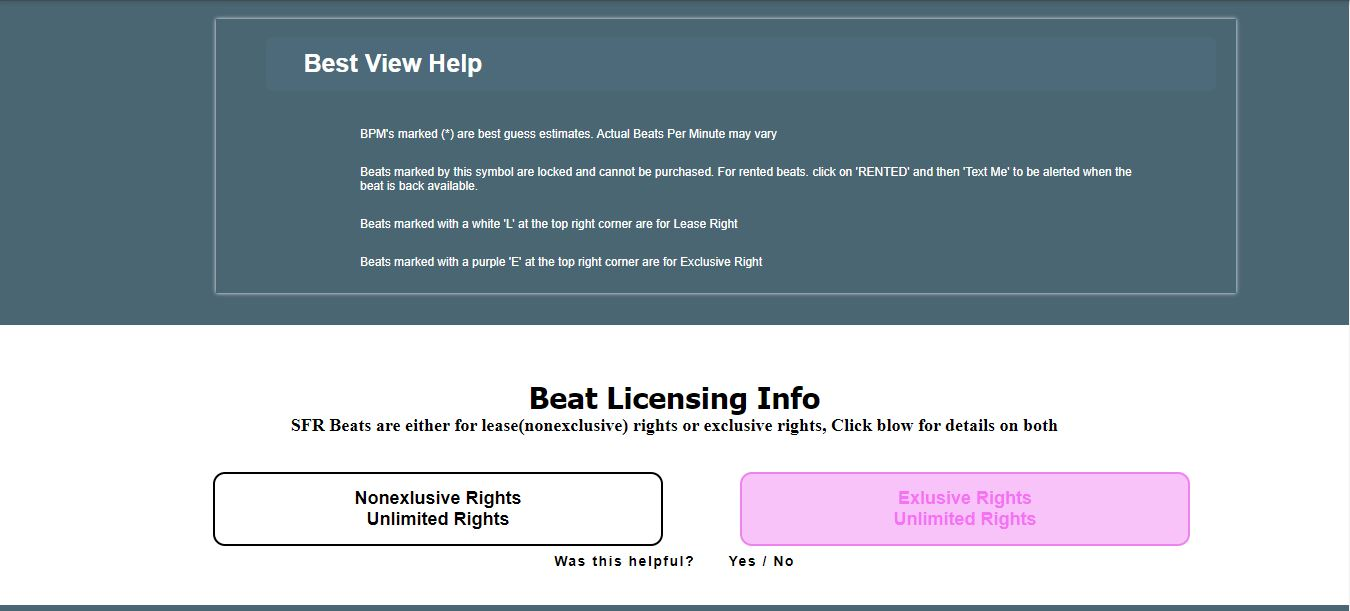 Best View Help
BPM's marked (*) are best guess estimates. Actual Beats Per Minute may vary
Beats marked by this symbol are locked and cannot be purchased. For rented beats. click on 'RENTED' and then 'Text Me' to be alerted when the
beat is back available.
Beats marked with a white 'L' at the top right corner are for Lease Right
Beats marked with a purple 'E' at the top right corner are for Exclusive Right
Beat Licensing Info
SFR Beats are either for lease(nonexclusive) rights or exclusive rights, Click blow for details on both
Nonexlusive Rights
Unlimited Rights
Exlusive Rights
Unlimited Rights
Was this helpful? Yes / No